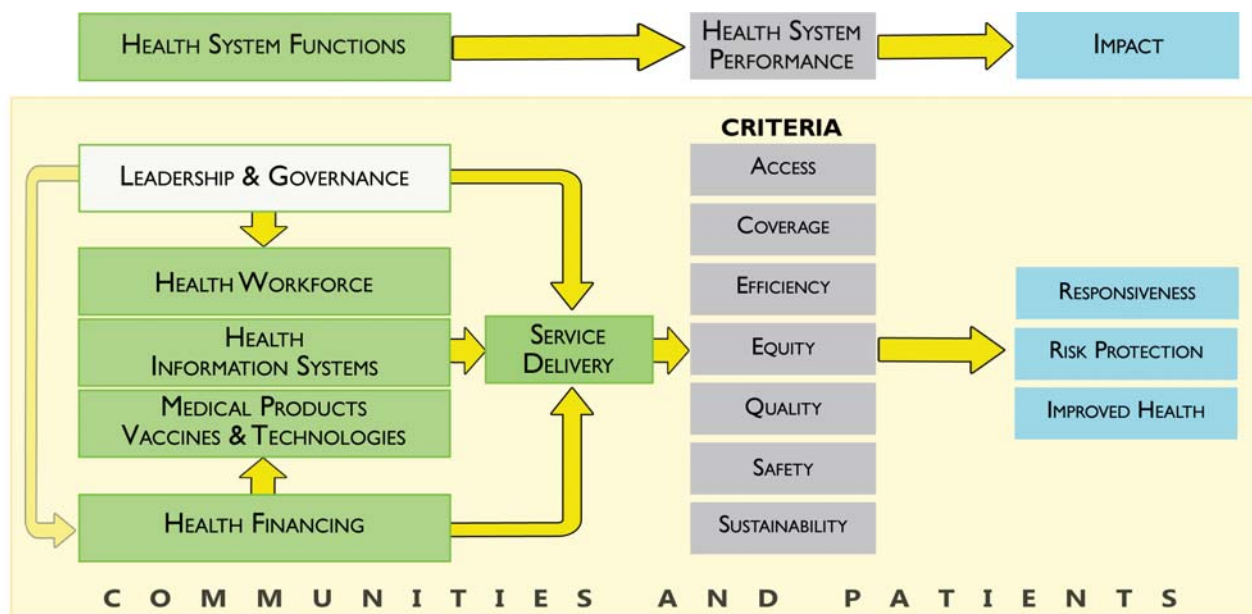 HEALTH SYSTEM FUNCTIONS
HEALTH SYSTEM
PERFORMANCE
IMPACT
CRITERIA
LEADERSHIP & GOVERNANCE
HEALTH WORKFORCE
HEALTH
INFORMATION SYSTEMS
MEDICAL PRODUCTS
VACCINES & TECHNOLOGIES
HEALTH FINANCING
SERVICE
DELIVERY
ACCESS
COVERAGE
EFFICIENCY
EQUITY
QUALITY
SAFETY
SUSTAINABILITY
RESPONSIVENESS
RISK PROTECTION
IMPROVED HEALTH
COMMUNITIES AND PATIENTS